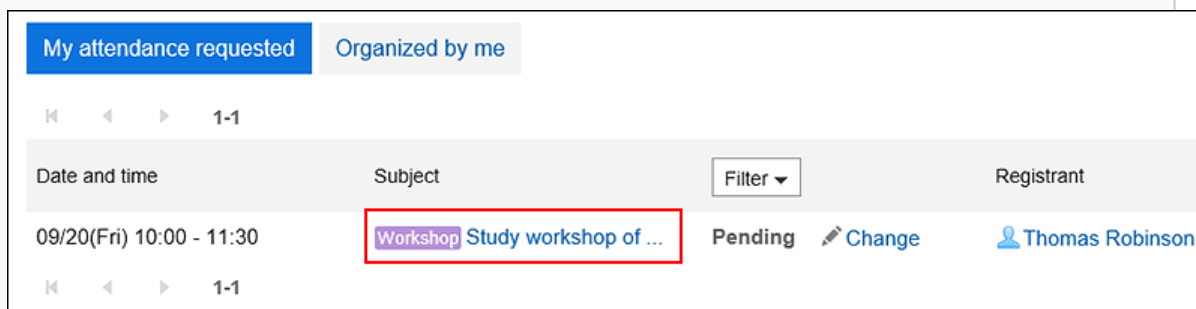 My attendance requested Organized by me
1-1
Date and time Subject Filter Registrant
09/20(Fri) 10:00 - 11:30 Workshop Study workshop of ... Pending Change Thomas Robinson
1-1